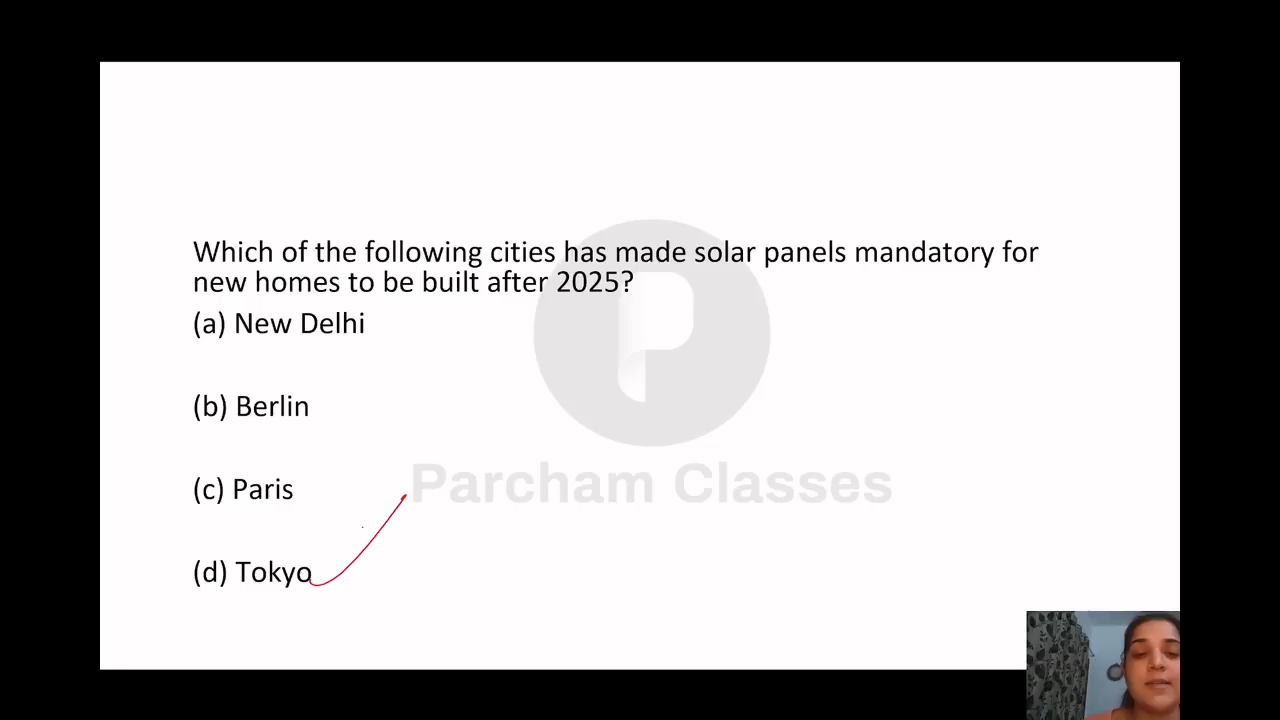 Which of the following cities has made solar panels mandatory for
new homes to be built after 2025?
(a) New Delhi
(b) Berlin
(c) Paris
(d) Tokyo
Parcham Classes